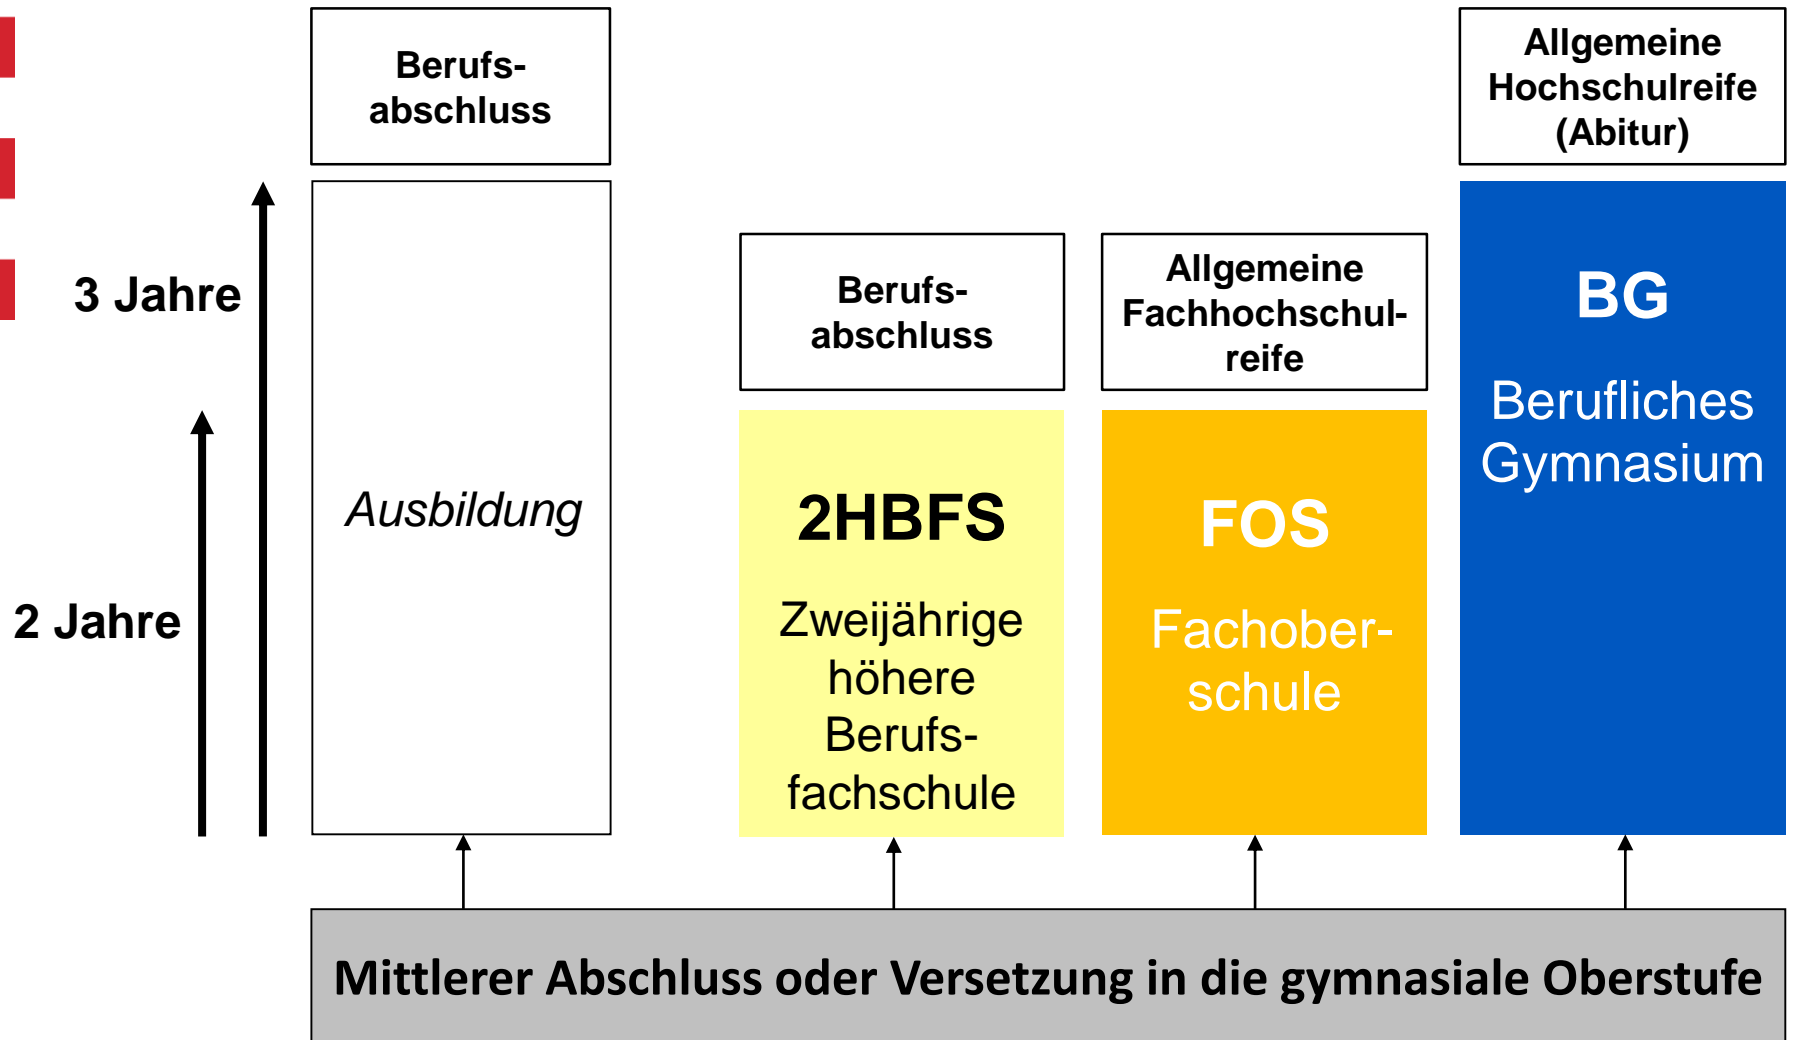 Berufs-
abschluss
Allgemeine
Hochschulreife
(Abitur)
3 Jahre
2 Jahre
Ausbildung
Berufs-
abschluss
2HBFS
Zweijährige
höhere
Berufs-
fachschule
Allgemeine
Fachhochschul-
reife
FOS
Fachober-
schule
BG
Berufliches
Gymnasium
Mittlerer Abschluss oder Versetzung in die gymnasiale Oberstufe